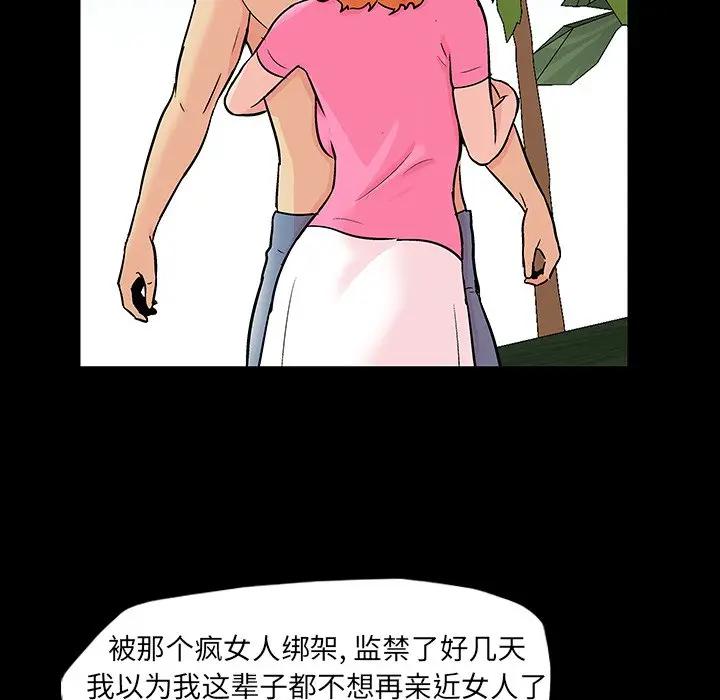 被那个疯女人绑架, 监禁了好几天
我以为我这辈子都不想再亲近女人了